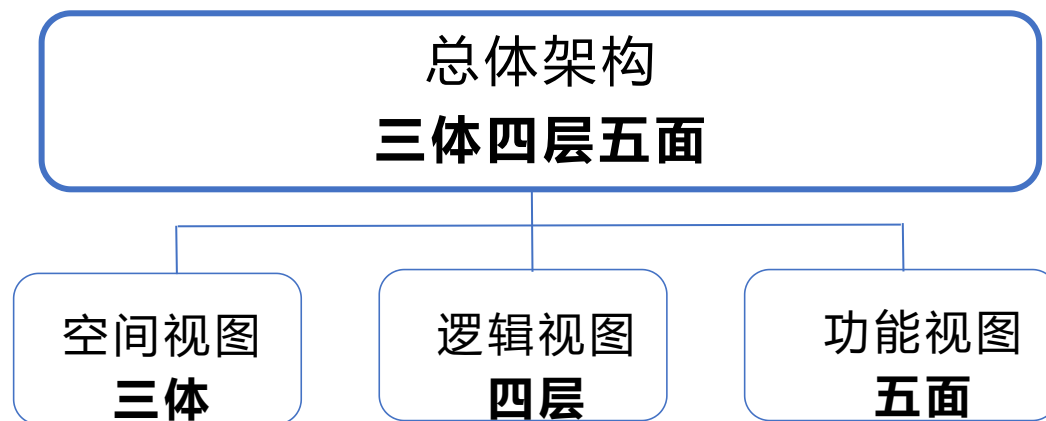 总体架构
三体四层五面
空间视图
三体
逻辑视图
四层
功能视图
五面